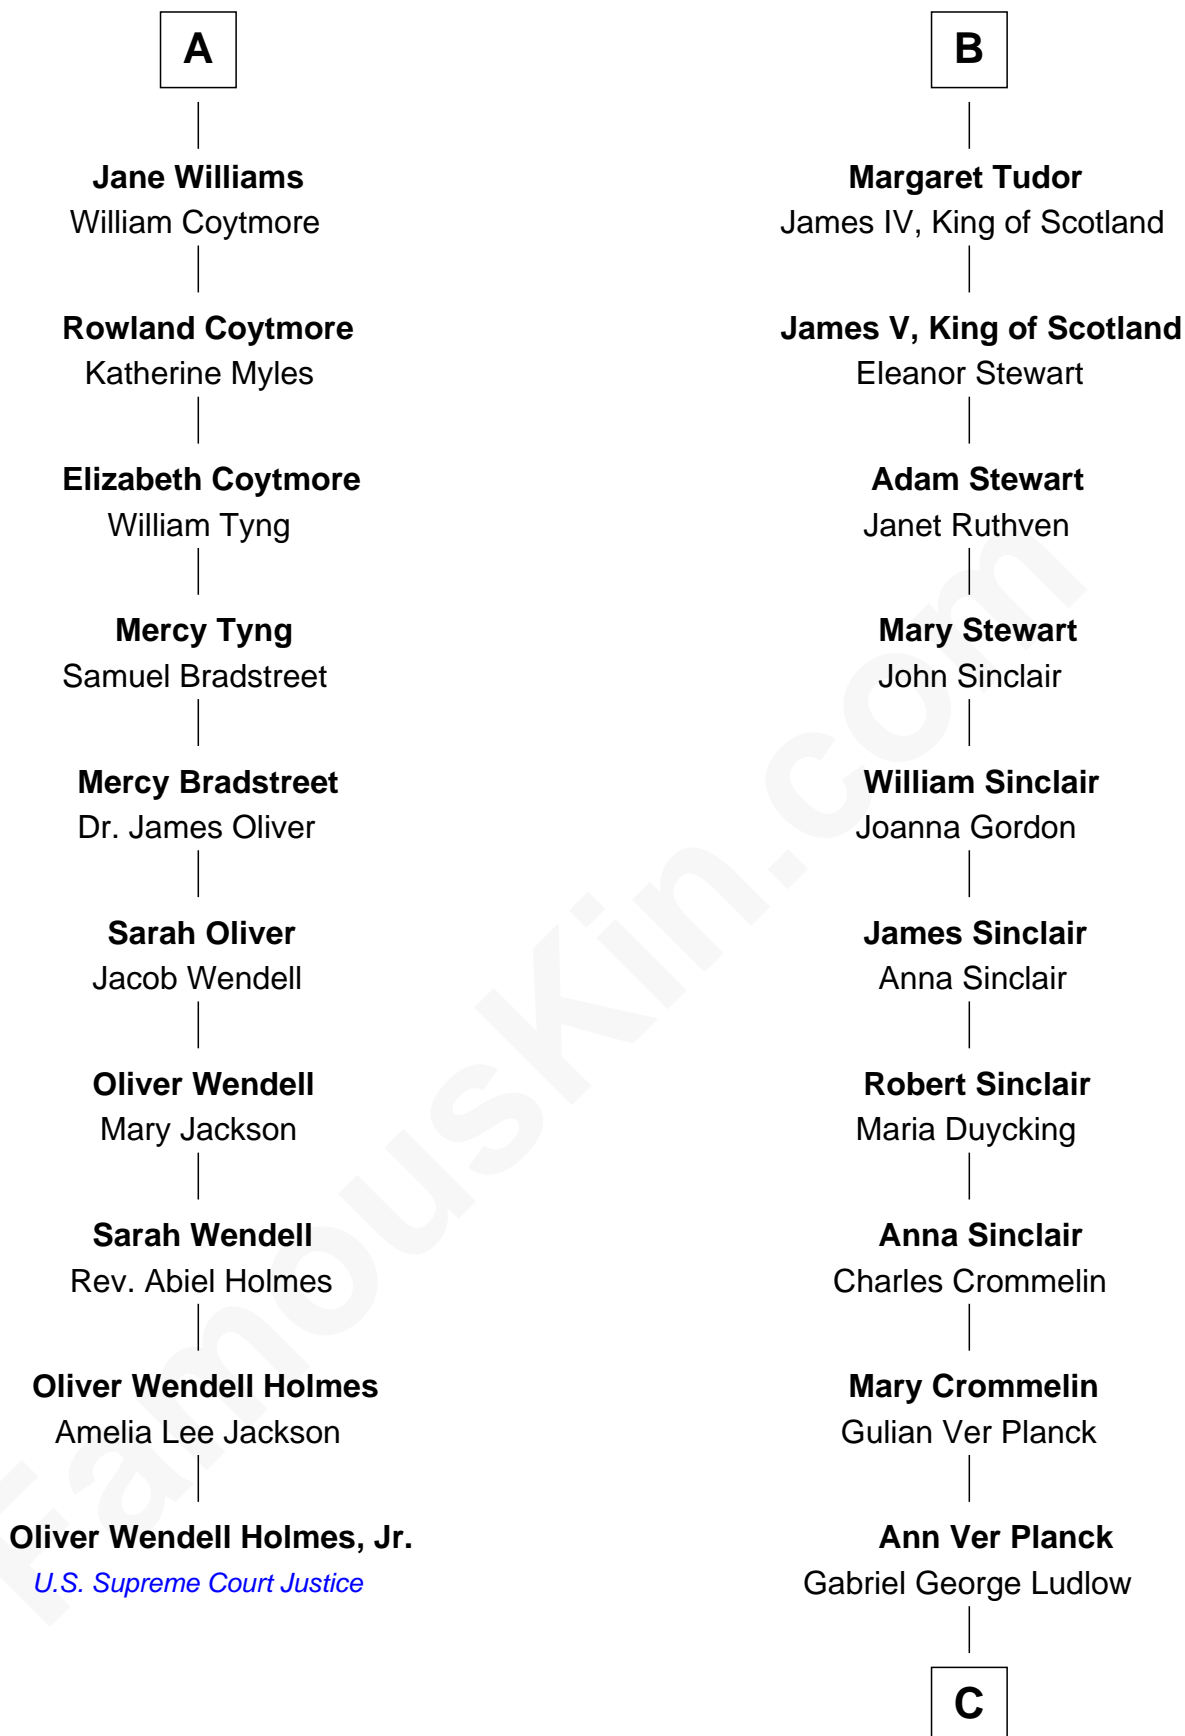 A
Jane Williams
William Coytmore
Rowland Coytmore
Katherine Myles
Elizabeth Coytmore
William Tyng
Mercy Tyng
Samuel Bradstreet
Mercy Bradstreet
Dr. James Oliver
Sarah Oliver
Jacob Wendell
Oliver Wendell
Mary Jackson
Sarah Wendell
Rev. Abiel Holmes
Oliver Wendell Holmes
Amelia Lee Jackson
Oliver Wendell Holmes, Jr.
U.S. Supreme Court Justice
B
Margaret Tudor
James IV, King of Scotland
James V, King of Scotland
Eleanor Stewart
Adam Stewart
Janet Ruthven
Mary Stewart
John Sinclair
William Sinclair
Joanna Gordon
James Sinclair
Anna Sinclair
Robert Sinclair
Maria Duycking
Anna Sinclair
Charles Crommelin
Mary Crommelin
Gulian Ver Planck
Ann Ver Planck
Gabriel George Ludlow
C
FamousKin.com